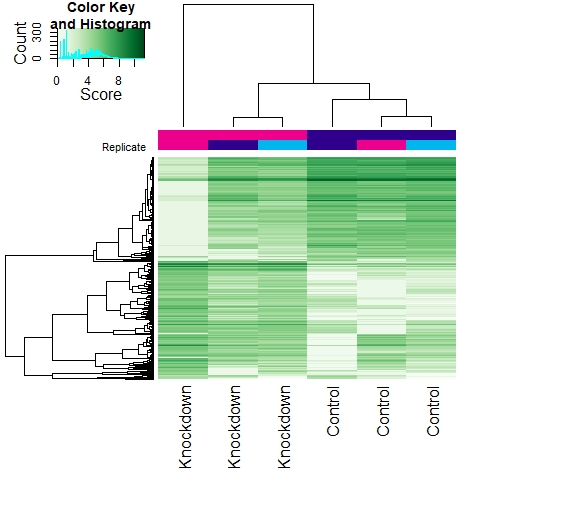 Color Key
and Histogram
Count
0 300
0 4 8
Score
Replicate
Knockdown
Knockdown
Knockdown
Control
Control
Control